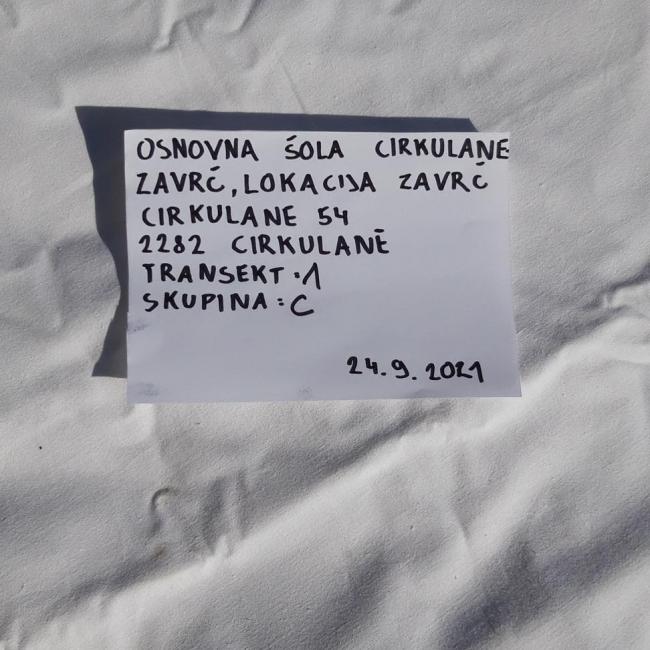 OSNOVNA ŠOLA CIRKULANE
ZAVRČ, LOKACIJA ZAVRČ
CIRKULANE 54
2282 CIRKULANE
TRANSEKT: 1
SKUPINA: C
24.9.2021